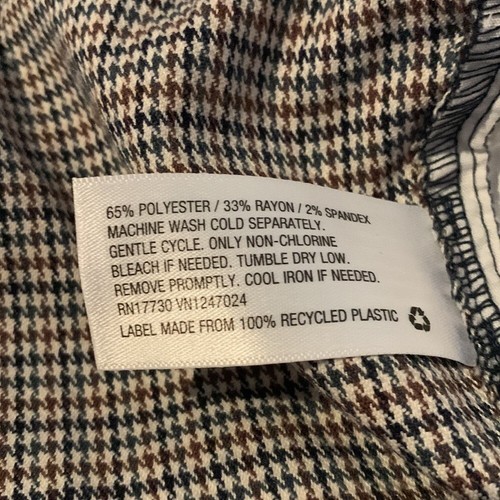 65% POLYESTER / 33% RAYON / 2% SPANDEX
MACHINE WASH COLD SEPARATELY.
GENTLE CYCLE. ONLY NON-CHLORINE
BLEACH IF NEEDED. TUMBLE DRY LOW.
REMOVE PROMPTLY. COOL IRON IF NEEDED.
RN17730 VN1247024
LABEL MADE FROM 100% RECYCLED PLASTIC